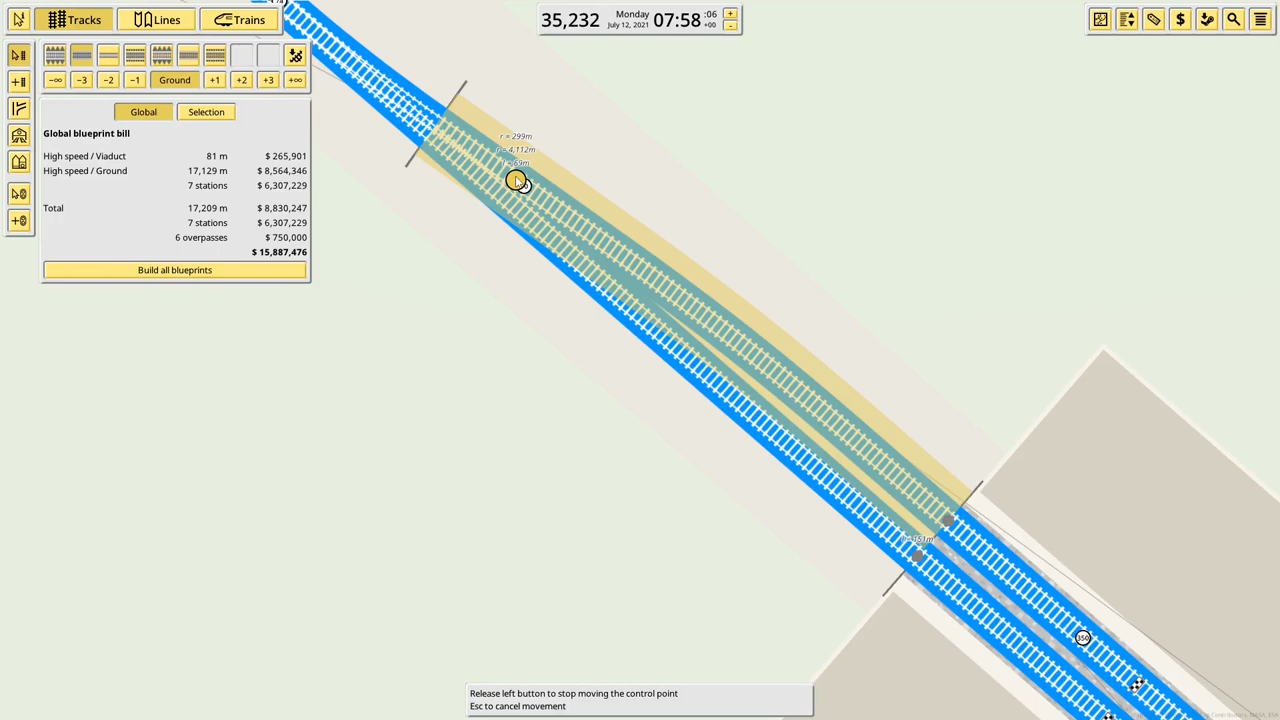 Tracks
Lines
Trains
35,232
Monday
July 12, 2021
07:58
:06
+00
+
-
-∞
-3
-2
-1
Ground
+1
+2
+3
+∞
Global
Selection
Global blueprint bill
High speed / Viaduct 81 m $ 265,901
High speed / Ground 17,129 m $ 8,564,346
7 stations $ 6,307,229
Total 17,209 m $ 8,830,247
7 stations $ 6,307,229
6 overpasses $ 750,000
$ 15,887,476
Build all blueprints
r = 299m
r = 4,112m
350
Release left button to stop moving the control point
Esc to cancel movement